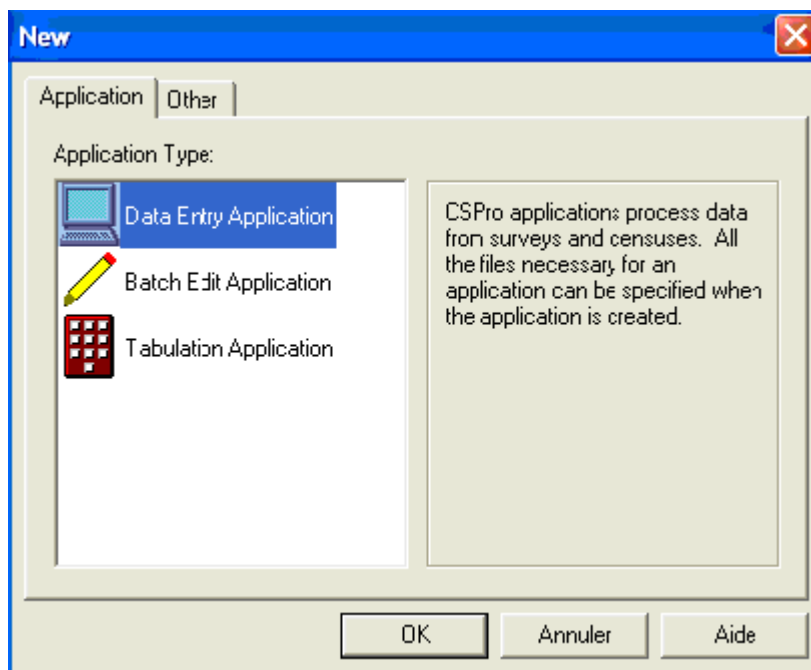 New
Application
Other
Application Type:
Data Entry Application
Batch Edit Application
Tabulation Application
CSPro applications process data
from surveys and censuses. All
the files necessary for an
application can be specified when
the application is created.
OK
Annuler
Aide